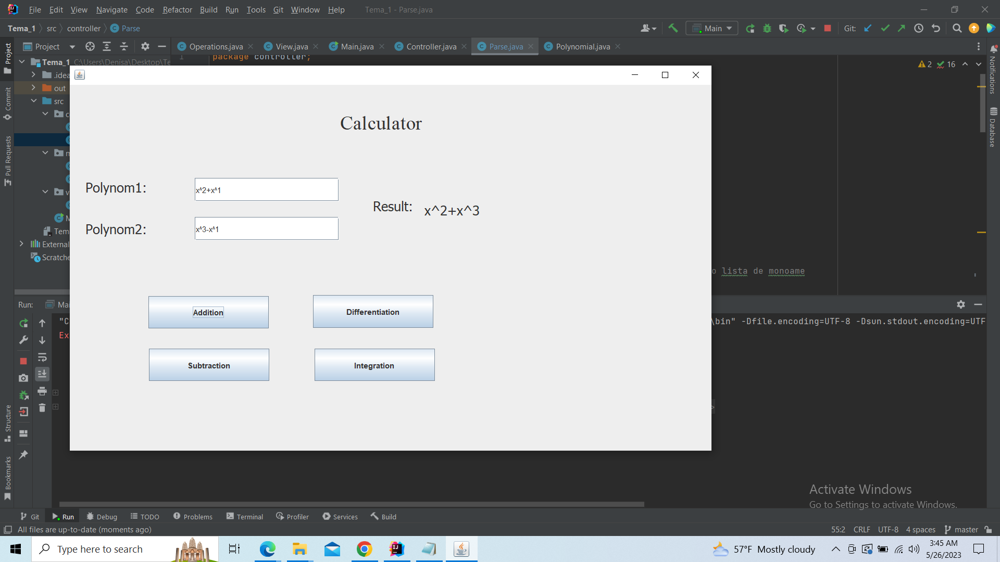 File Edit View Navigate Code Refactor Build Run Tools Git Window Help Tema_1 - Parse.java
Tema_1 src controller Parse Main Git:
Project Operations.java View.java Main.java Controller.java Parse.java Polynomial.java
Tema_1 C:\Users\Denisa\Desktop\Te 1 package controller;
2 16
.idea
out
src
Calculator
Polynom1: x^2+x^1
Result: x^2+x^3
Polynom2: x^3-x^1
External
Scratche
o lista de monoame
Addition Differentiation
Subtraction Integration
Run: Mai
"C \bin" -Dfile.encoding=UTF-8 -Dsun.stdout.encoding=UTF
Ex
Project
Commit
Pull Requests
Structure
Bookmarks
Notifications
Database
Activate Windows
Go to Settings to activate Windows.
Git Run Debug TODO Problems Terminal Profiler Services Build
All files are up-to-date (moments ago) 55:2 CRLF UTF-8 4 spaces master
Type here to search 57°F Mostly cloudy 3:45 AM
5/26/2023